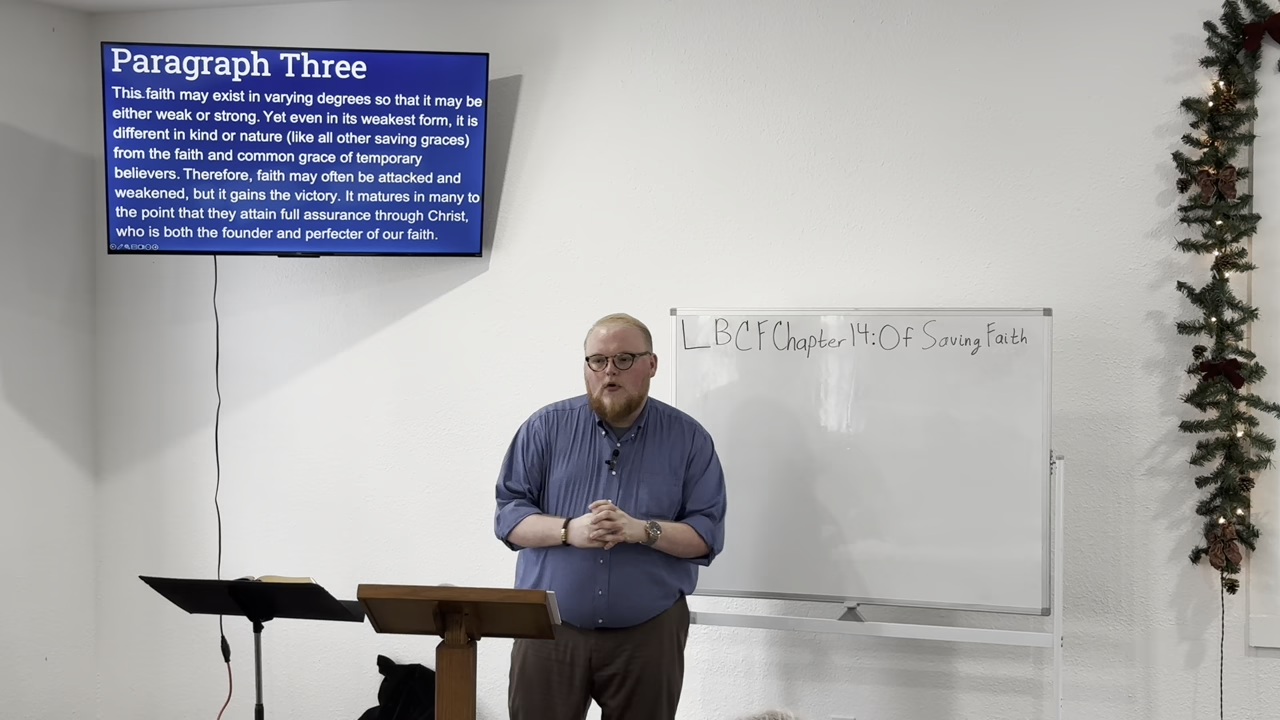 Paragraph Three
This faith may exist in varying degrees so that it may be
either weak or strong. Yet even in its weakest form, it is
different in kind or nature (like all other saving graces)
from the faith and common grace of temporary
believers. Therefore, faith may often be attacked and
weakened, but it gains the victory. It matures in many to
the point that they attain full assurance through Christ,
who is both the founder and perfecter of our faith.
LBCF Chapter 14: Of Saving Faith